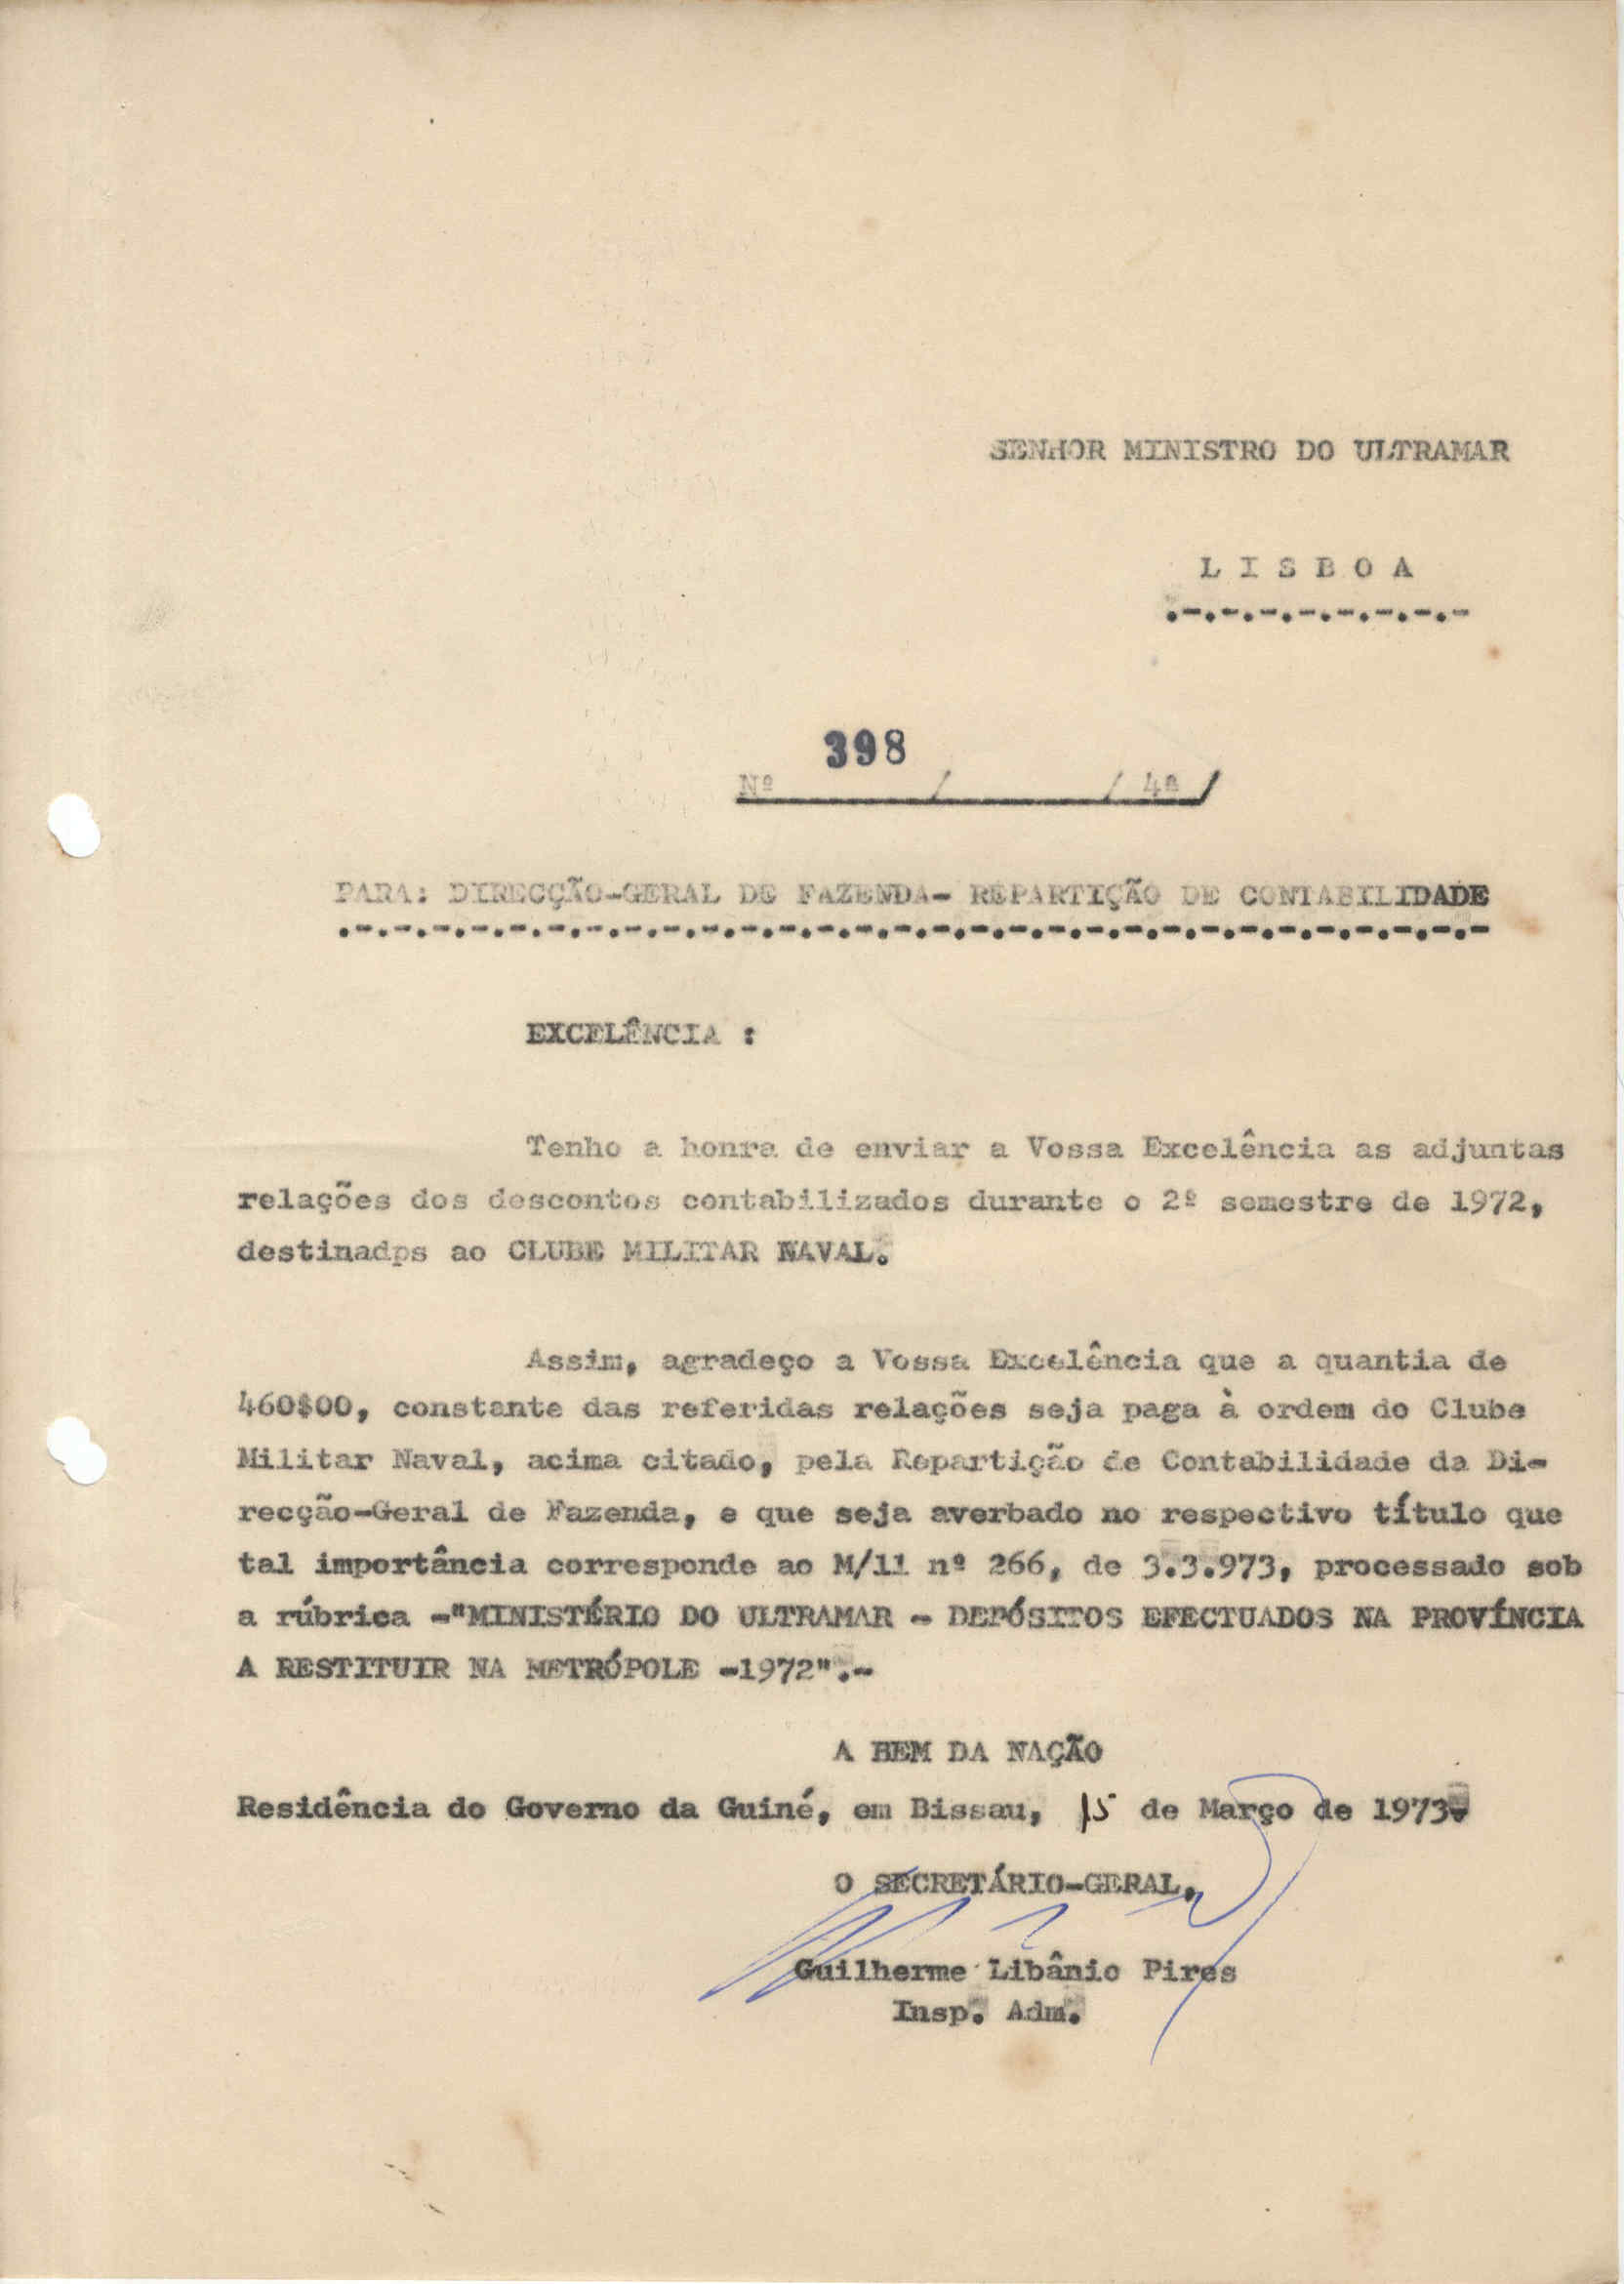 SENHOR MINISTRO DO ULTRAMAR
L I S B O A
.-.-.-.-.-.-.-.-
398
Nº / / 4ª /
PARA: DIRECÇÃO-GERAL DE FAZENDA- REPARTIÇÃO DE CONTABILIDADE
.-.-.-.-.-.-.-.-.-.-.-.-.-.-.-.-.-.-.-.-.-.-.-.-.-.-.-.-.-.-
EXCELÊNCIA :
Tenho a honra de enviar a Vossa Excelência as adjuntas
relações dos descontos contabilizados durante o 2º semestre de 1972,
destinadps ao CLUBE MILITAR NAVAL.
Assim, agradeço a Vossa Excelência que a quantia de
460$00, constante das referidas relações seja paga à ordem do Clube
Militar Naval, acima citado, pela Repartição de Contabilidade da Di-
recção-Geral de Fazenda, e que seja averbado no respectivo título que
tal importância corresponde ao M/11 nº 266, de 3.3.973, processado sob
a rúbrica -"MINISTÉRIO DO ULTRAMAR - DEPÓSITOS EFECTUADOS NA PROVÍNCIA
A RESTITUIR NA METRÓPOLE -1972".-
A BEM DA NAÇÃO
Residência do Governo da Guiné, em Bissau, 15 de Março de 1973.
O SECRETÁRIO-GERAL,
Guilherme Libânio Pires
Insp. Adm.